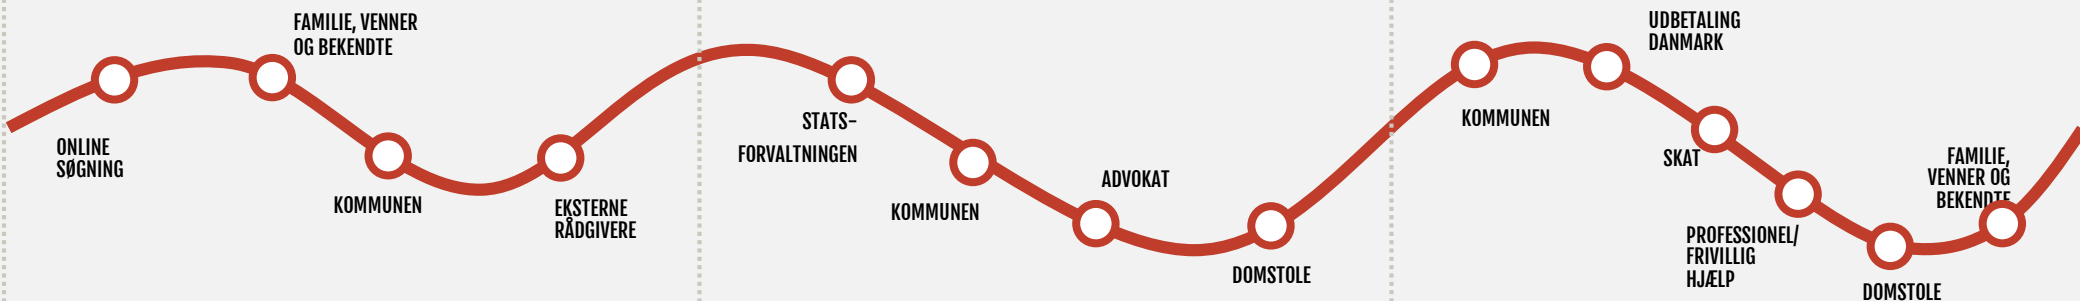 ONLINE
SØGNING
FAMILIE, VENNER
OG BEKENDTE
KOMMUNEN
EKSTERNE
RÅDGIVERE
STATS-
FORVALTNINGEN
KOMMUNEN
ADVOKAT
DOMSTOLE
KOMMUNEN
UDBETALING
DANMARK
SKAT
PROFESSIONEL/
FRIVILLIG
HJÆLP
DOMSTOLE
FAMILIE,
VENNER OG
BEKENDTE